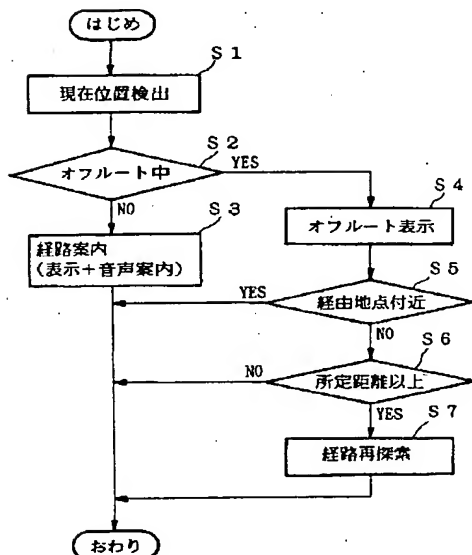 はじめ
S1
現在位置検出
S2
オフルート中
YES
NO
S3
S4
経路案内
(表示+音声案内)
オフルート表示
S5
YES
経由地点付近
NO
S6
NO
所定距離以上
YES
S7
経路再探索
おわり